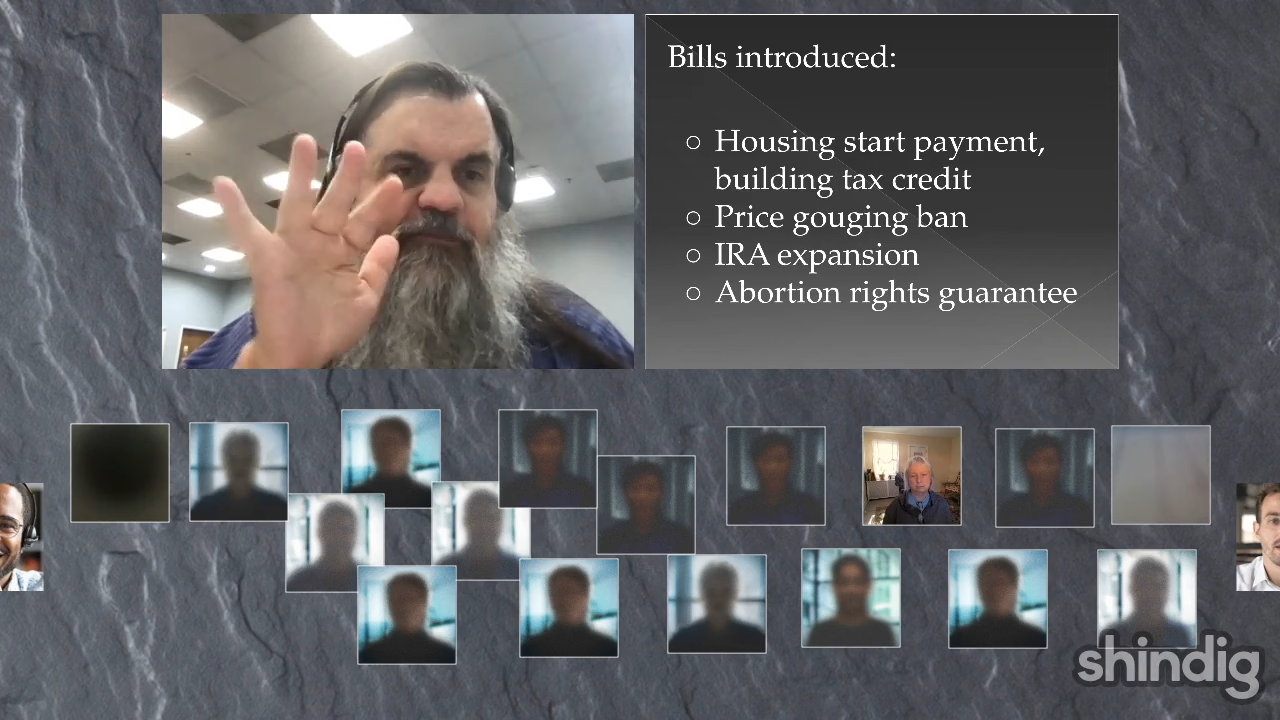 Bills introduced:
○ Housing start payment,
building tax credit
○ Price gouging ban
○ IRA expansion
○ Abortion rights guarantee
shindig